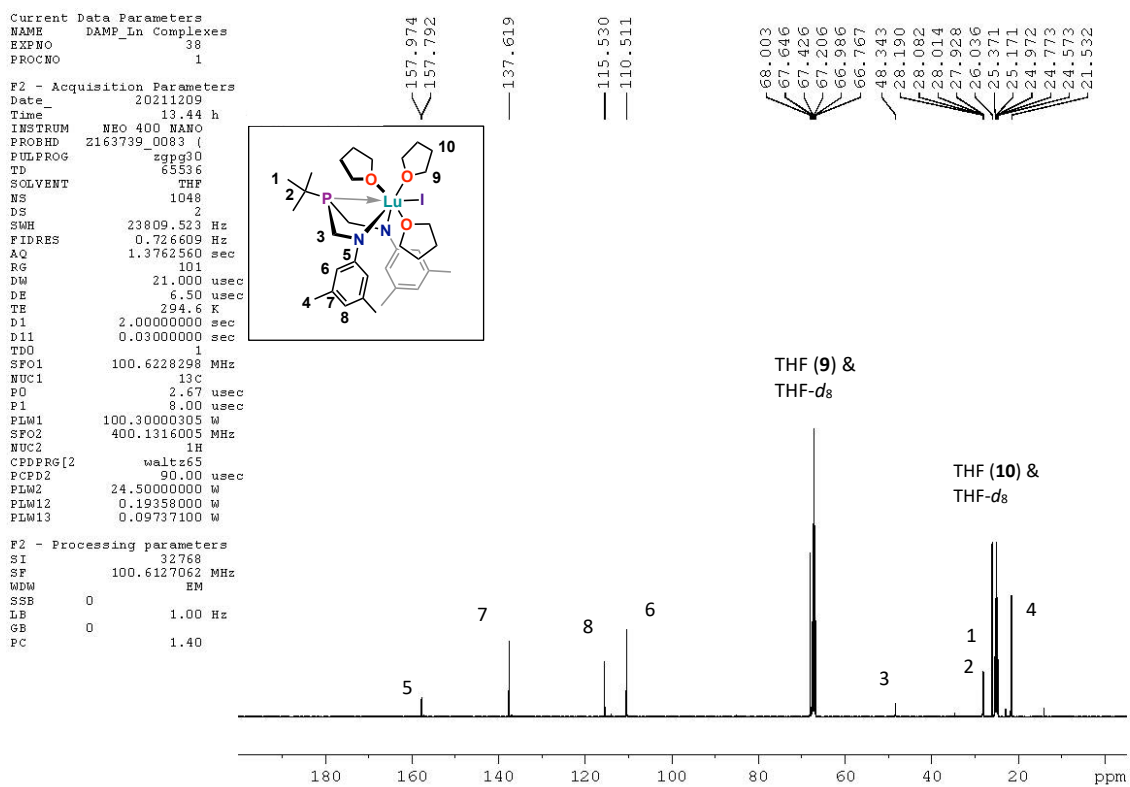 Current Data Parameters
NAME DAMP_Ln Complexes
EXPNO 38
PROCNO 1
F2 - Acquisition Parameters
Date_ 20211209
Time 13.44 h
INSTRUM NEO 400 NANO
PROBHD Z163739_0083 (
PULPROG zgpg30
TD 65536
SOLVENT THF
NS 1048
DS 2
SWH 23809.523 Hz
FIDRES 0.726609 Hz
AQ 1.3762560 sec
RG 101
DW 21.000 usec
DE 6.50 usec
TE 294.6 K
D1 2.00000000 sec
D11 0.03000000 sec
TD0 1
SFO1 100.6228298 MHz
NUC1 13C
P0 2.67 usec
P1 8.00 usec
PLW1 100.30000305 W
SFO2 400.1316005 MHz
NUC2 1H
CPDPRG[2 waltz65
PCPD2 90.00 usec
PLW2 24.50000000 W
PLW12 0.19358000 W
PLW13 0.09737100 W
F2 - Processing parameters
SI 32768
SF 100.6127062 MHz
WDW EM
SSB 0
LB 1.00 Hz
GB 0
PC 1.40
157.974
157.792
137.619
115.530
110.511
68.003
67.646
67.426
67.206
66.986
66.767
48.343
28.190
28.082
28.014
27.928
26.036
25.371
25.171
24.972
24.773
24.573
21.532
10
1
O
O
9
2
P
Lu
I
O
3
N
N
5
6
4
7
8
THF (9) &
THF-d8
THF (10) &
THF-d8
7
8
6
5
3
1
2
4
180 160 140 120 100 80 60 40 20 ppm